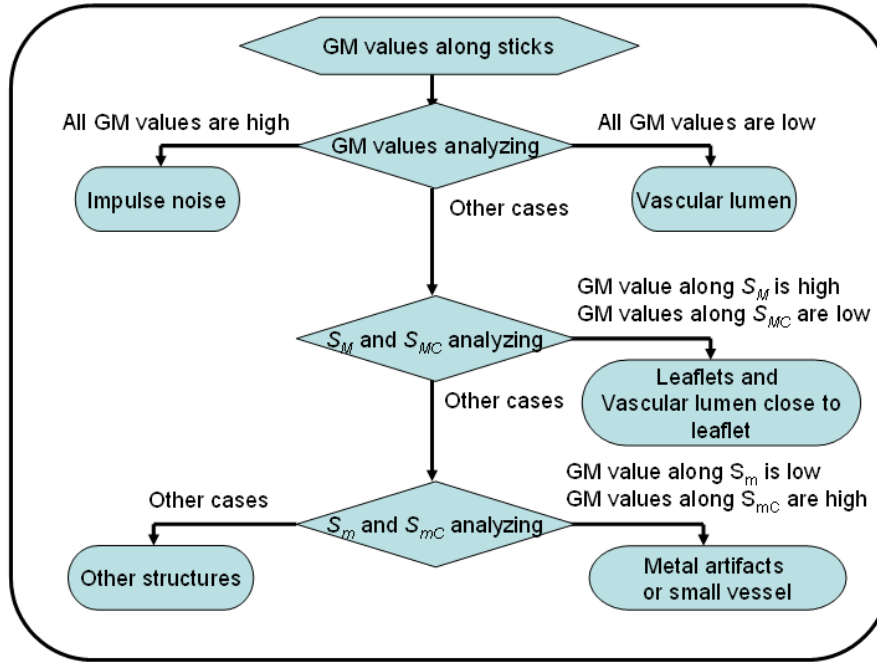 GM values along sticks
All GM values are high
All GM values are low
GM values analyzing
Impulse noise
Vascular lumen
Other cases
GM value along S_M is high
GM values along S_MC are low
S_M and S_MC analyzing
Leaflets and
Vascular lumen close to
leaflet
Other cases
GM value along S_m is low
GM values along S_mC are high
Other cases
S_m and S_mC analyzing
Other structures
Metal artifacts
or small vessel